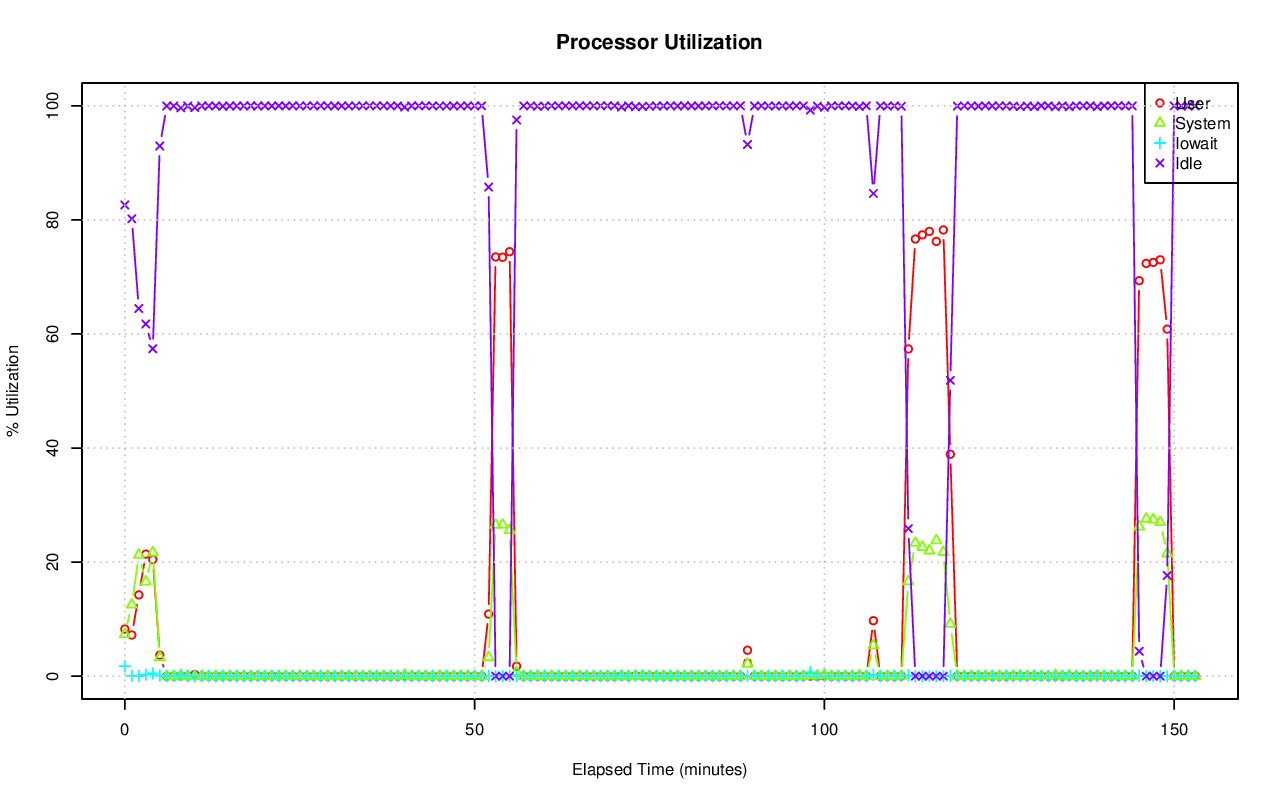 Processor Utilization
100
80
60
40
20
0
% Utilization
User
System
Iowait
Idle
0
50
100
150
Elapsed Time (minutes)